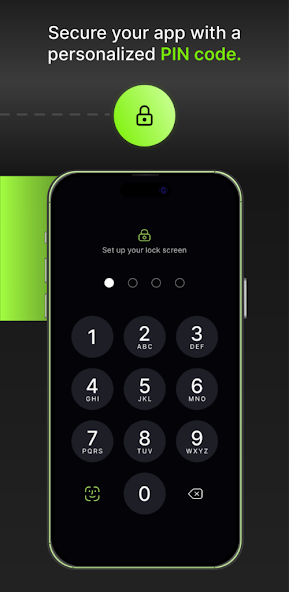 Secure your app with a
personalized PIN code.
Set up your lock screen
1 2 3
ABC DEF
4 5 6
GHI JKL MNO
7 8 9
PQRS TUV WXYZ
0